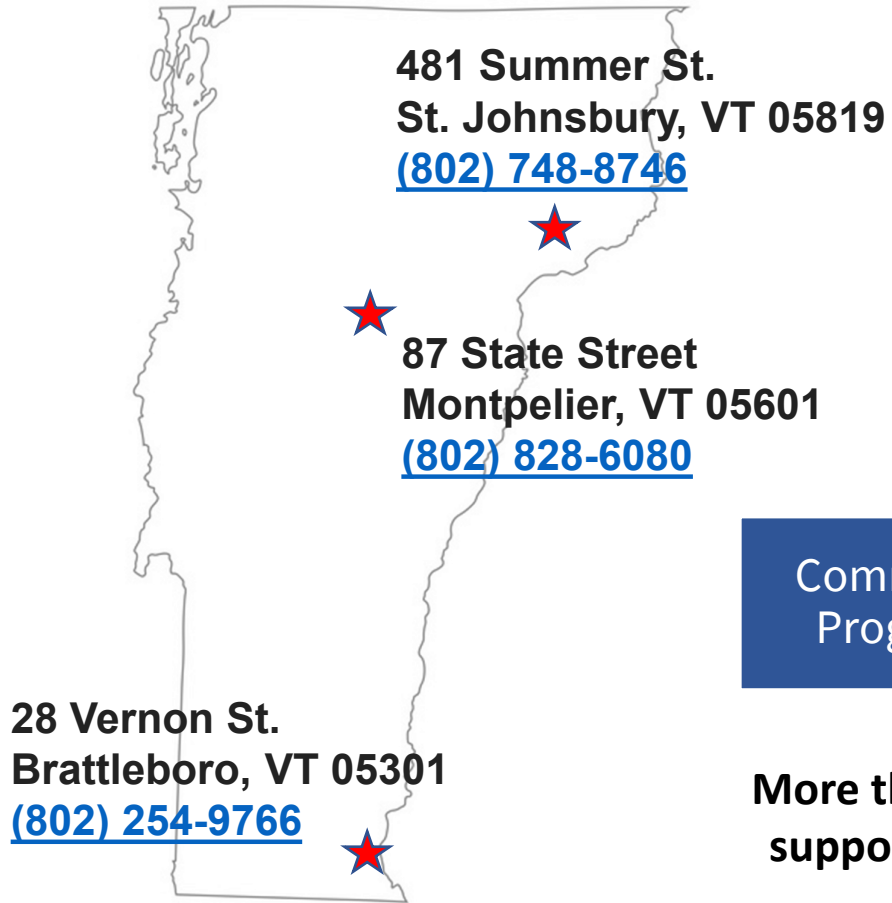 481 Summer St.
St. Johnsbury, VT 05819
(802) 748-8746
87 State Street
Montpelier, VT 05601
(802) 828-6080
28 Vernon St.
Brattleboro, VT 05301
(802) 254-9766
More